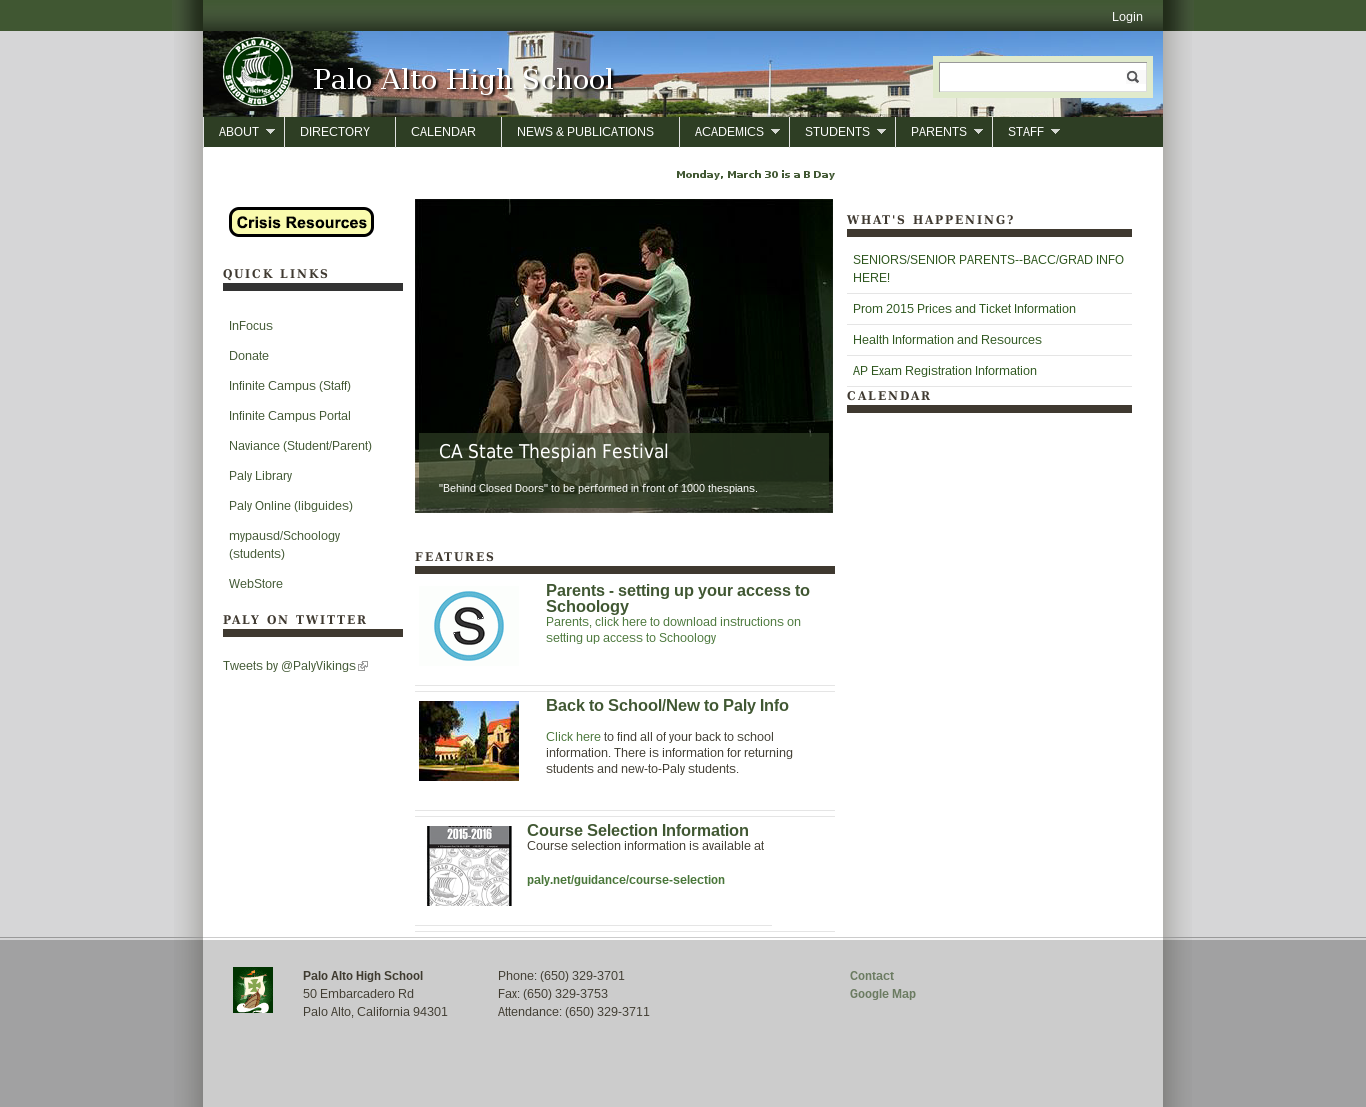 Login
PALO ALTO
Vikings
SENIOR HIGH SCHOOL
Palo Alto High School
ABOUT
DIRECTORY
CALENDAR
NEWS & PUBLICATIONS
ACADEMICS
STUDENTS
PARENTS
STAFF
Monday, March 30 is a B Day
Crisis Resources
QUICK LINKS
InFocus
Donate
Infinite Campus (Staff)
Infinite Campus Portal
Naviance (Student/Parent)
Paly Library
Paly Online (libguides)
mypausd/Schoology
(students)
WebStore
PALY ON TWITTER
Tweets by @PalyVikings
CA State Thespian Festival
"Behind Closed Doors" to be performed in front of 1000 thespians.
FEATURES
S
Parents - setting up your access to
Schoology
Parents, click here to download instructions on
setting up access to Schoology
Back to School/New to Paly Info
Click here to find all of your back to school
information. There is information for returning
students and new-to-Paly students.
2015-2016
Course Selection Information
Course selection information is available at
paly.net/guidance/course-selection
WHAT'S HAPPENING?
SENIORS/SENIOR PARENTS--BACC/GRAD INFO
HERE!
Prom 2015 Prices and Ticket Information
Health Information and Resources
AP Exam Registration Information
CALENDAR
Palo Alto High School
50 Embarcadero Rd
Palo Alto, California 94301
Phone: (650) 329-3701
Fax: (650) 329-3753
Attendance: (650) 329-3711
Contact
Google Map